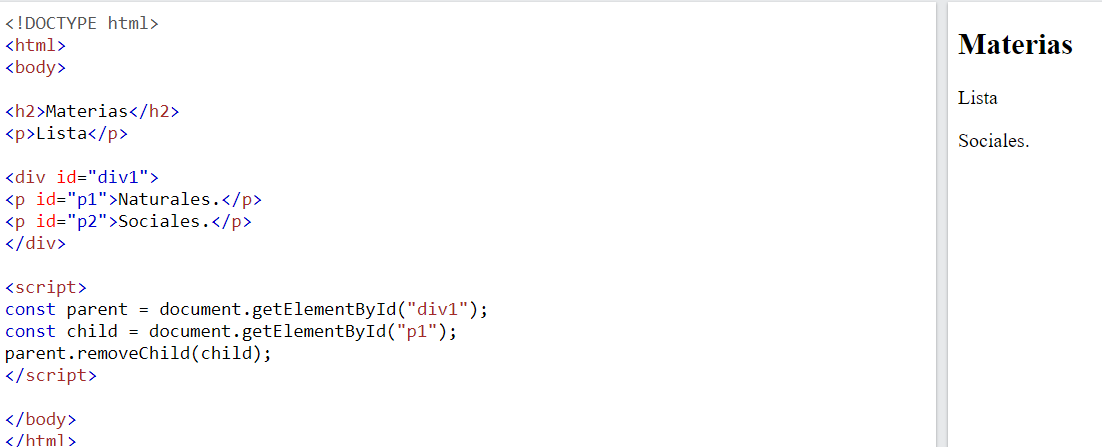 <!DOCTYPE html>
<html>
<body>
<h2>Materias</h2>
<p>Lista</p>
<div id="div1">
<p id="p1">Naturales.</p>
<p id="p2">Sociales.</p>
</div>
<script>
const parent = document.getElementById("div1");
const child = document.getElementById("p1");
parent.removeChild(child);
</script>
</body>
</html>
Materias
Lista
Sociales.